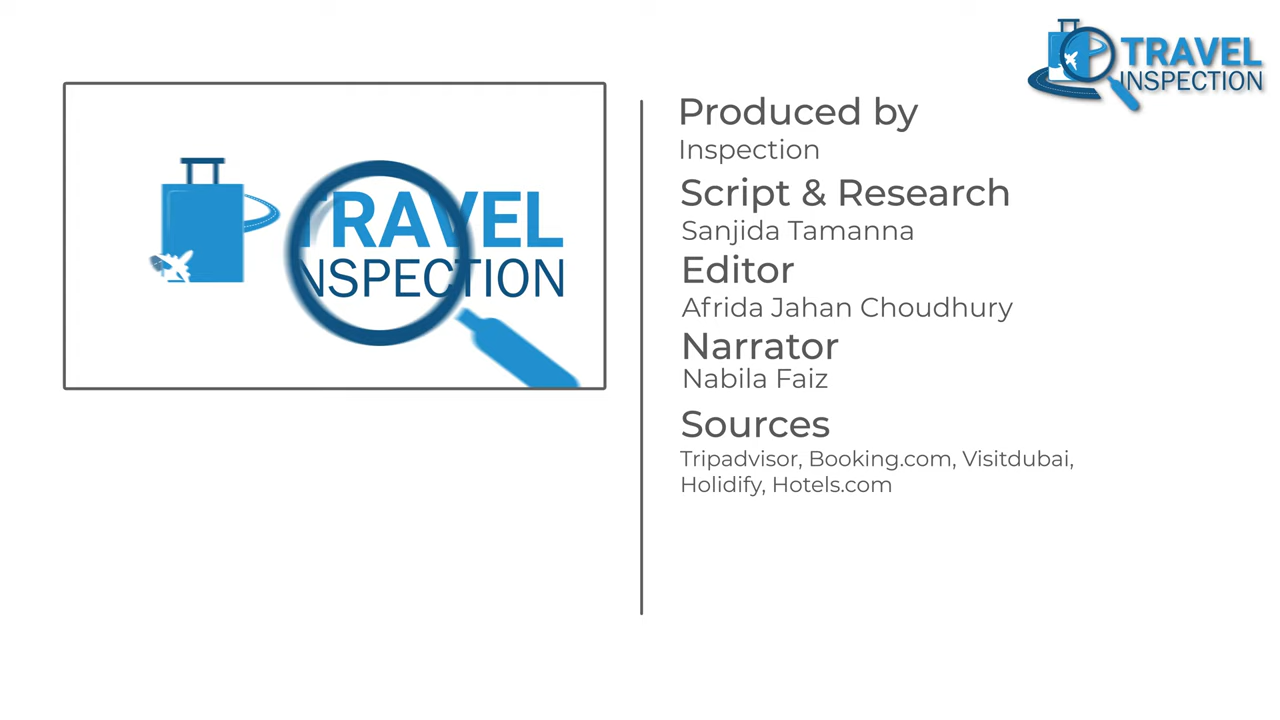 TRAVEL
INSPECTION
TRAVEL
INSPECTION
Produced by
Inspection
Script & Research
Sanjida Tamanna
Editor
Afrida Jahan Choudhury
Narrator
Nabila Faiz
Sources
Tripadvisor, Booking.com, Visitdubai,
Holidify, Hotels.com